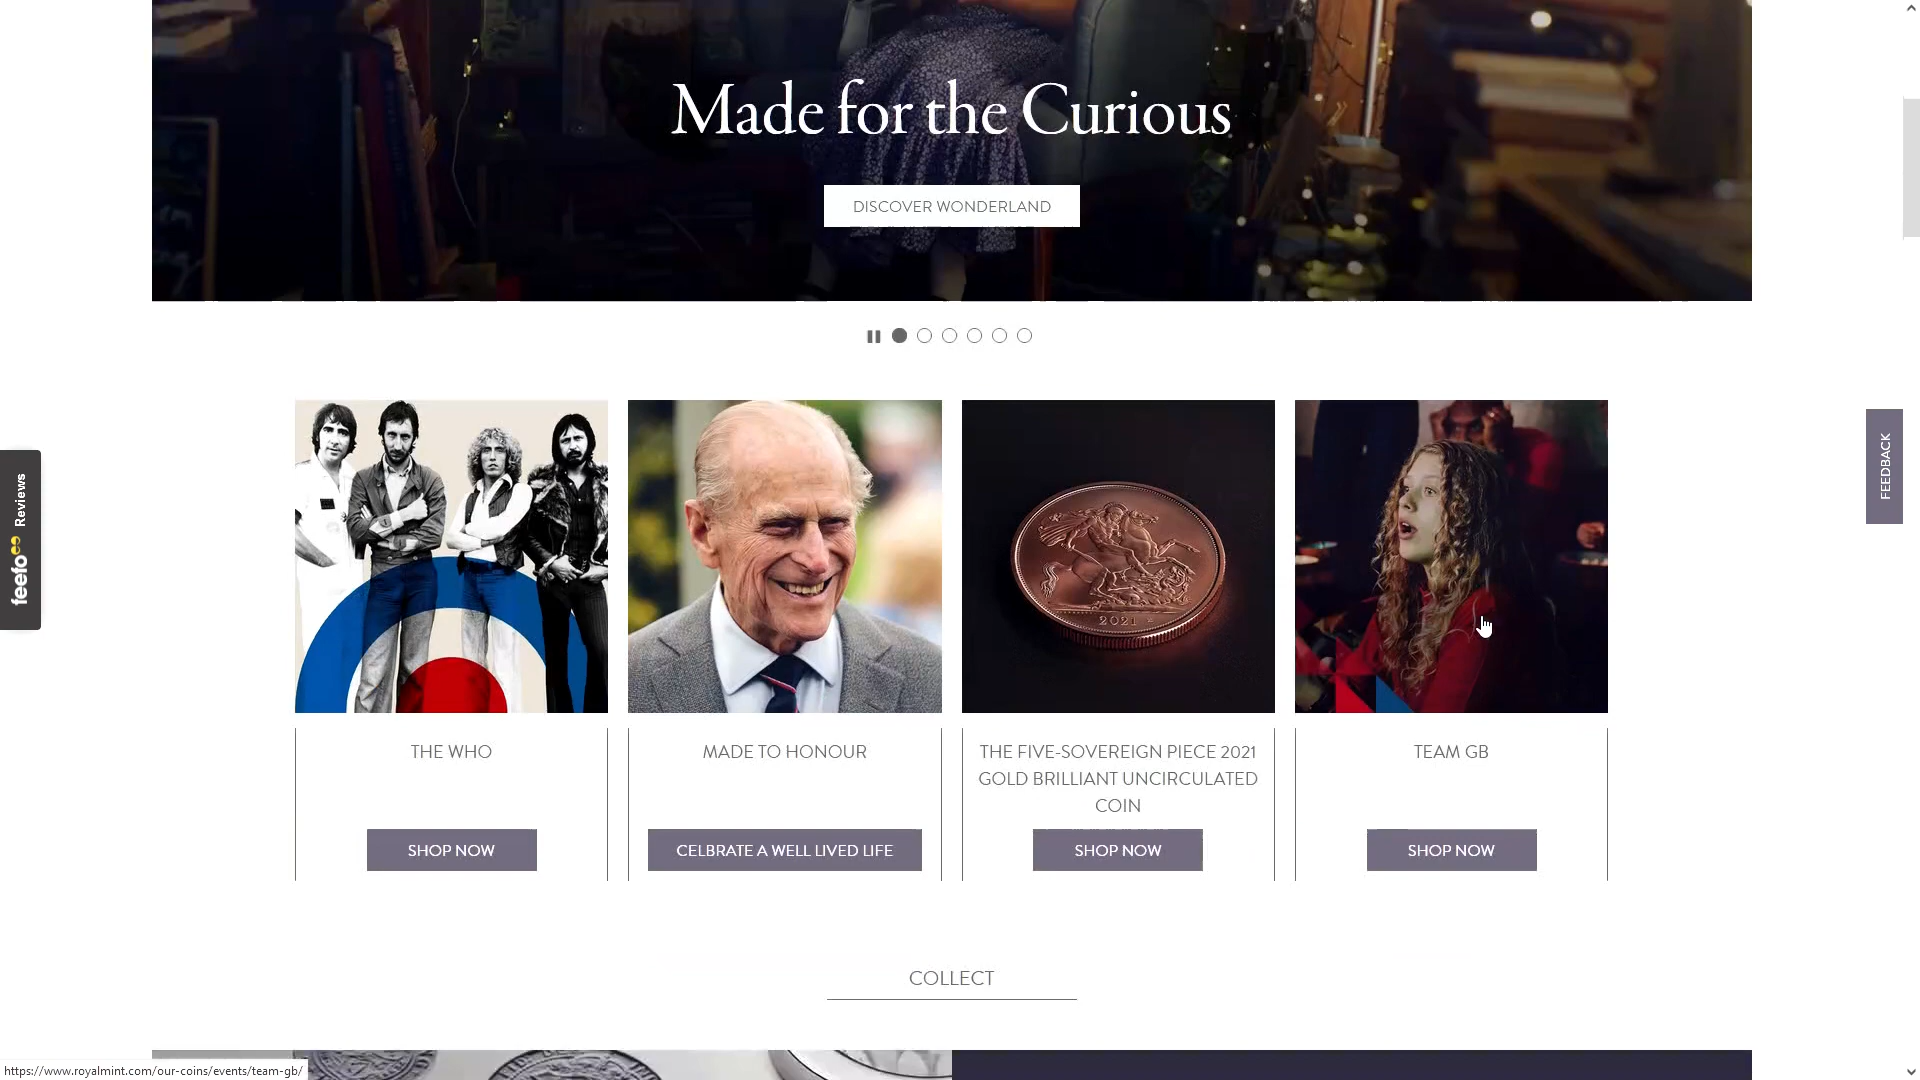 Made for the Curious
DISCOVER WONDERLAND
Reviews
feefo
FEEDBACK
2021
THE WHO
MADE TO HONOUR
THE FIVE-SOVEREIGN PIECE 2021
GOLD BRILLIANT UNCIRCULATED
COIN
TEAM GB
SHOP NOW
CELBRATE A WELL LIVED LIFE
SHOP NOW
SHOP NOW
COLLECT
https://www.royalmint.com/our-coins/events/team-gb/